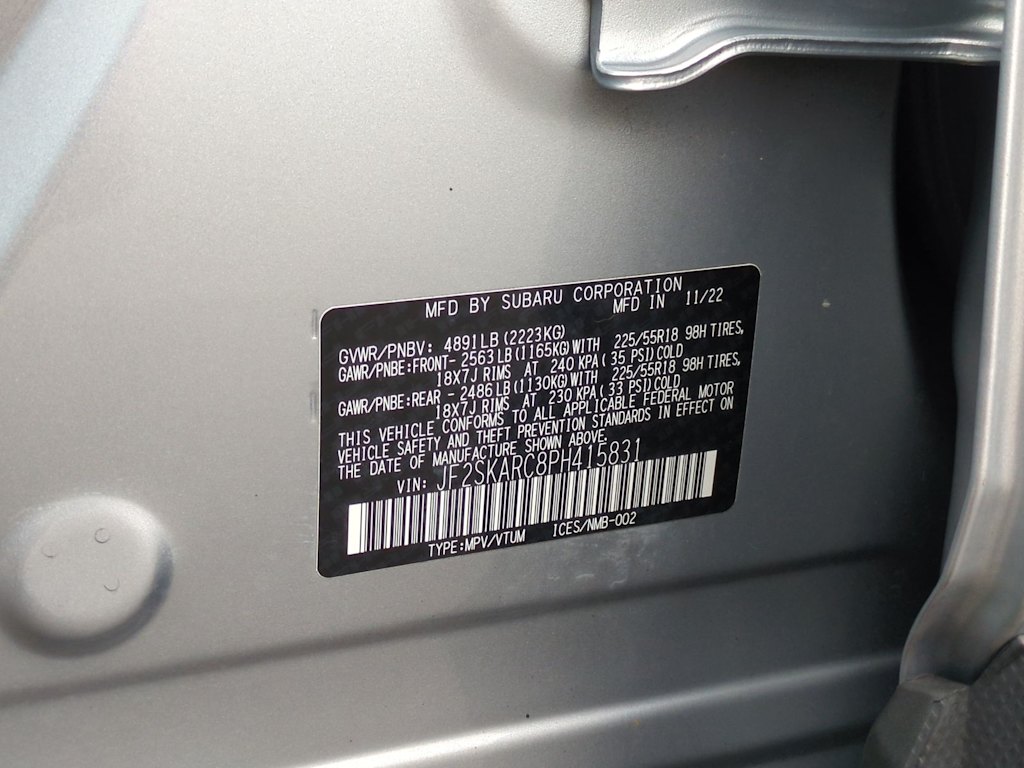 MFD BY SUBARU CORPORATION
MFD IN 11/22
GVWR/PNBV: 4891LB (2223KG)
GAWR/PNBE:FRONT-2563LB (1165KG) WITH 225/55R18 98H TIRES,
18X7J RIMS AT 240 KPA ( 35 PSI) COLD
GAWR/PNBE:REAR - 2486LB (1130KG) WITH 225/55R18 98H TIRES,
18X7J RIMS AT 230 KPA ( 33 PSI) COLD
THIS VEHICLE CONFORMS TO ALL APPLICABLE FEDERAL MOTOR
VEHICLE SAFETY AND THEFT PREVENTION STANDARDS IN EFFECT ON
THE DATE OF MANUFACTURE SHOWN ABOVE.
VIN: JF2SKARC8PH415831
TYPE:MPV/VTUM ICES/NMB-002